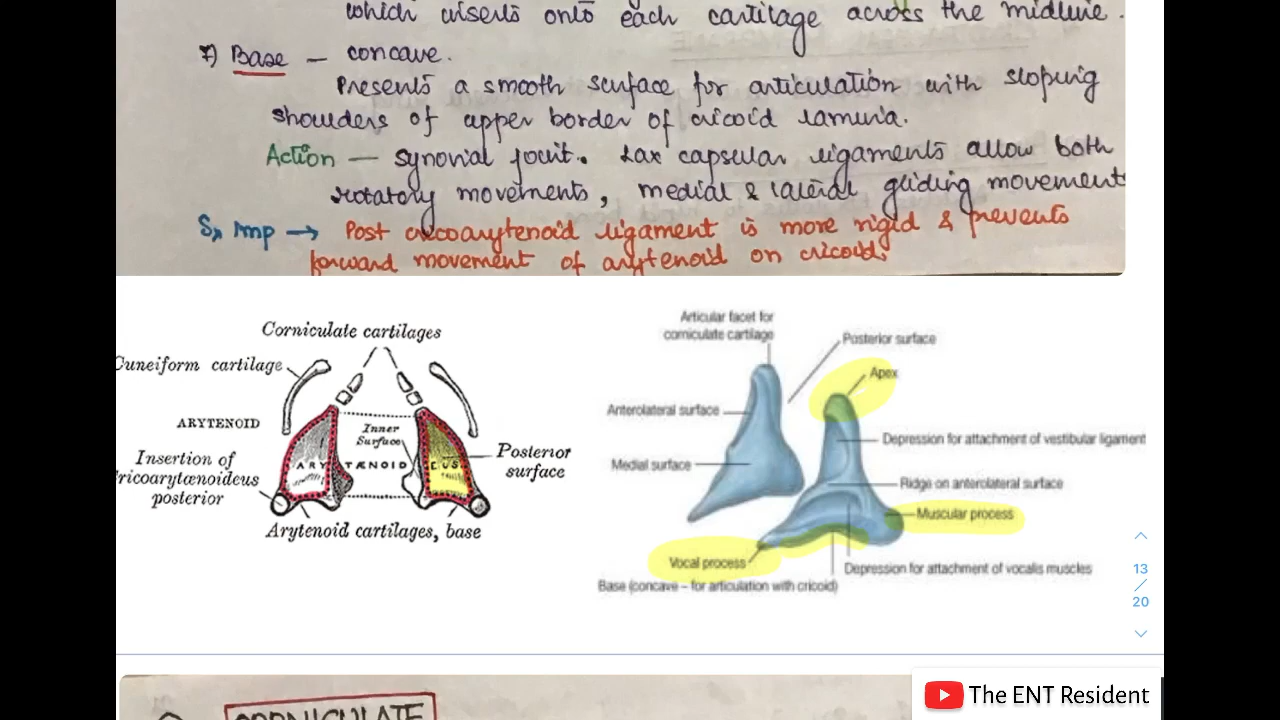 which inserts onto each cartilage across the midline.
7) Base - concave.
Presents a smooth surface for articulation with sloping
shoulders of upper border of cricoid lamina.
Action - synovial joint. Lax capsular ligaments allow both
rotatory movements, medial & lateral gliding movement
Post cricoarytenoid ligament is more rigid & prevents
forward movement of arytenoid on cricoid.
Corniculate cartilages
Cuneiform cartilage
ARYTENOID
Inner
Surface
ARY TÆNOID EUS
Insertion of
Cricoarytænoideus
posterior
Posterior
surface
Arytenoid cartilages, base
Articular facet for
corniculate cartilage
Posterior surface
Apex
Anterolateral surface
Depression for attachment of vestibular ligament
Medial surface
Ridge on anterolateral surface
Muscular process
Vocal process
Depression for attachment of vocalis muscles
Base (concave – for articulation with cricoid)
13
/
20
CORNICULATE
The ENT Resident